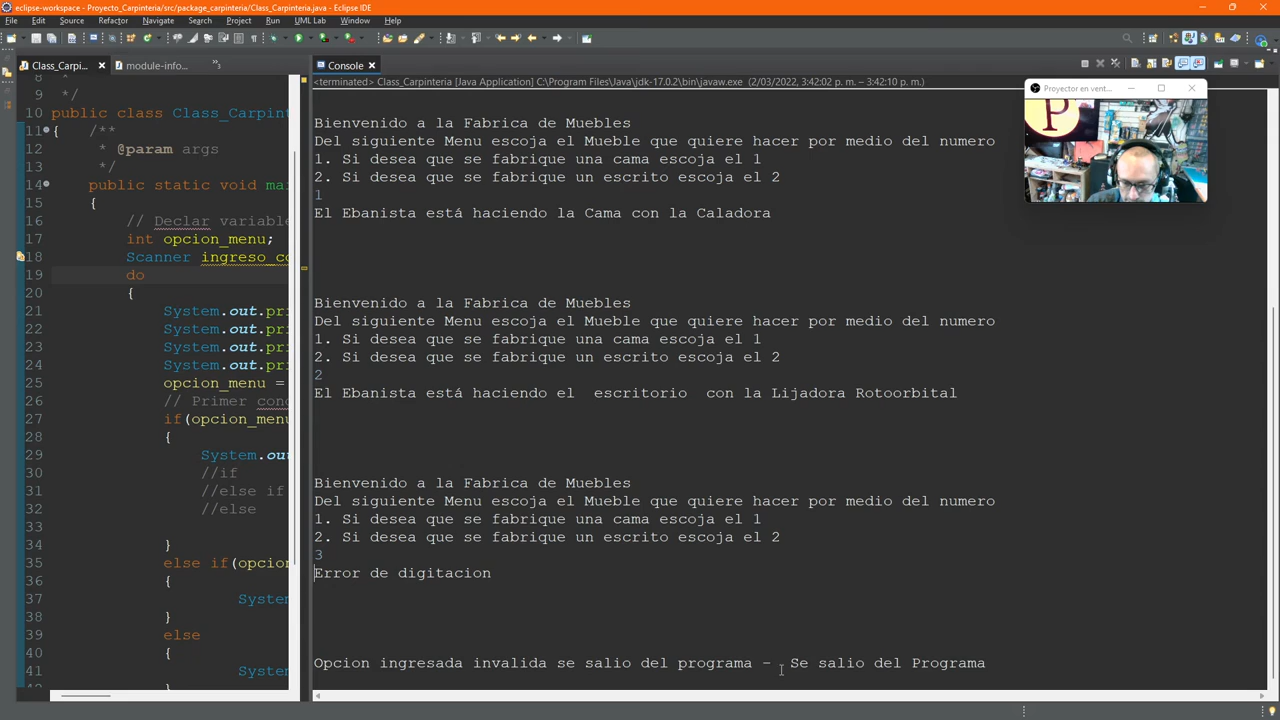 eclipse-workspace - Proyecto_Carpinteria/src/package_carpinteria/Class_Carpinteria.java - Eclipse IDE
File Edit Source Refactor Navigate Search Project Run UML Lab Window Help
Class_Carpi... module-info...
8 *
9 */
10 public class Class_Carpint
11 { /**
12 * @param args
13 */
14 public static void mai
15 {
16 // Declar variable
17 int opcion_menu;
18 Scanner ingreso_co
19 do
20 {
21 System.out.pri
22 System.out.pri
23 System.out.pri
24 System.out.pri
25 opcion_menu =
26 // Primer cond
27 if(opcion_menu
28 {
29 System.out
30 //if
31 //else if
32 //else
33
34 }
35 else if(opcion
36 {
37 System
38 }
39 else
40 {
41 System
42 }
Console
<terminated> Class_Carpinteria [Java Application] C:\Program Files\Java\jdk-17.0.2\bin\javaw.exe (2/03/2022, 3:42:02 p. m. – 3:42:10 p. m.)
Bienvenido a la Fabrica de Muebles
Del siguiente Menu escoja el Mueble que quiere hacer por medio del numero
1. Si desea que se fabrique una cama escoja el 1
2. Si desea que se fabrique un escrito escoja el 2
1
El Ebanista está haciendo la Cama con la Caladora
Bienvenido a la Fabrica de Muebles
Del siguiente Menu escoja el Mueble que quiere hacer por medio del numero
1. Si desea que se fabrique una cama escoja el 1
2. Si desea que se fabrique un escrito escoja el 2
2
El Ebanista está haciendo el  escritorio  con la Lijadora Rotoorbital
Bienvenido a la Fabrica de Muebles
Del siguiente Menu escoja el Mueble que quiere hacer por medio del numero
1. Si desea que se fabrique una cama escoja el 1
2. Si desea que se fabrique un escrito escoja el 2
3
Error de digitacion
Opcion ingresada invalida se salio del programa -  Se salio del Programa
Proyector en vent...
P